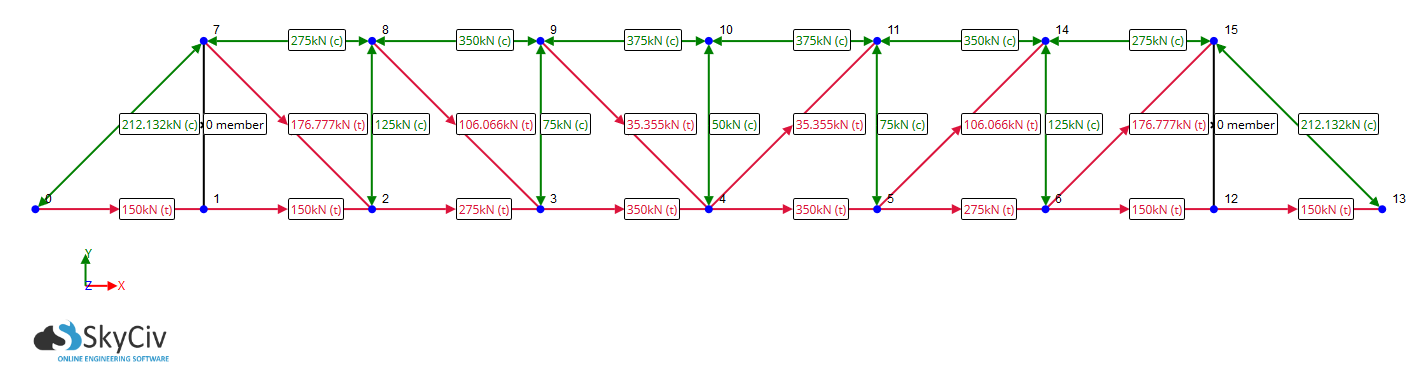 7 8 9 10 11 14 15
275kN (c) 350kN (c) 375kN (c) 375kN (c) 350kN (c) 275kN (c)
212.132kN (c) 0 member 176.777kN (t) 125kN (c) 106.066kN (t) 75kN (c) 35.355kN (t) 50kN (c) 35.355kN (t) 75kN (c) 106.066kN (t) 125kN (c) 176.777kN (t) 0 member 212.132kN (c)
0 1 2 3 4 5 6 12 13
150kN (t) 150kN (t) 275kN (t) 350kN (t) 350kN (t) 275kN (t) 150kN (t) 150kN (t)
Y
Z X
SkyCiv
ONLINE ENGINEERING SOFTWARE